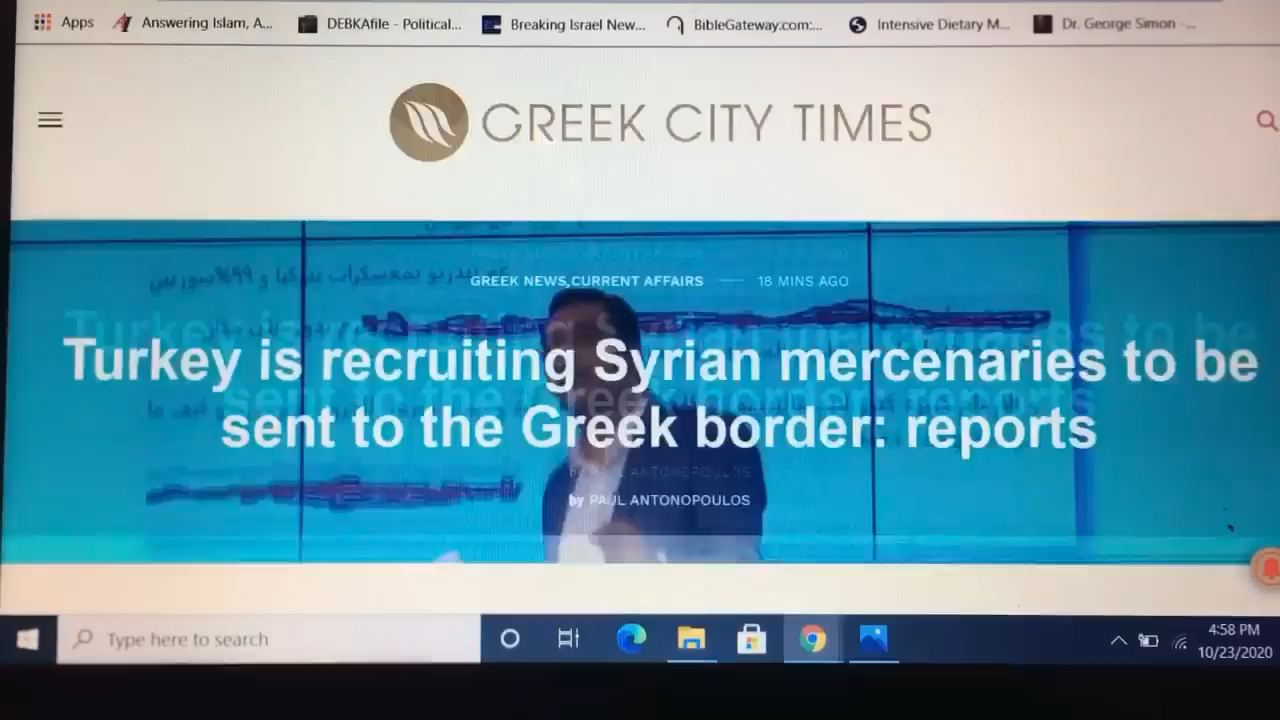 Apps
Answering Islam, A...
DEBKAfile - Political...
Breaking Israel New...
BibleGateway.com:...
Intensive Dietary M...
Dr. George Simon -...
GREEK CITY TIMES
GREEK NEWS,CURRENT AFFAIRS
18 MINS AGO
Turkey is recruiting Syrian mercenaries to be
sent to the Greek border: reports
by PAUL ANTONOPOULOS
Type here to search
4:58 PM
10/23/2020